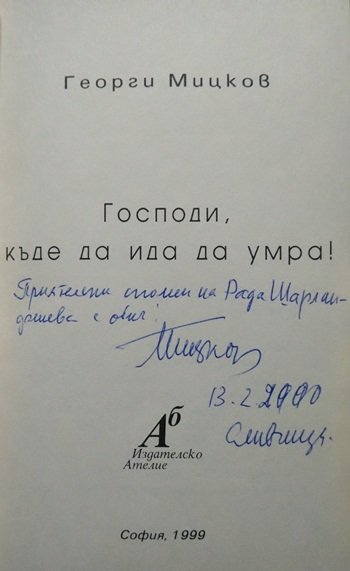 Георги Мицков
Господи,
къде да ида да умра!
Приятелски спомен на Рада Шарлан-
джиева с обич!
Мицков
13.2.2000
Сливница.
Аб
Издателско
Ателие
София, 1999